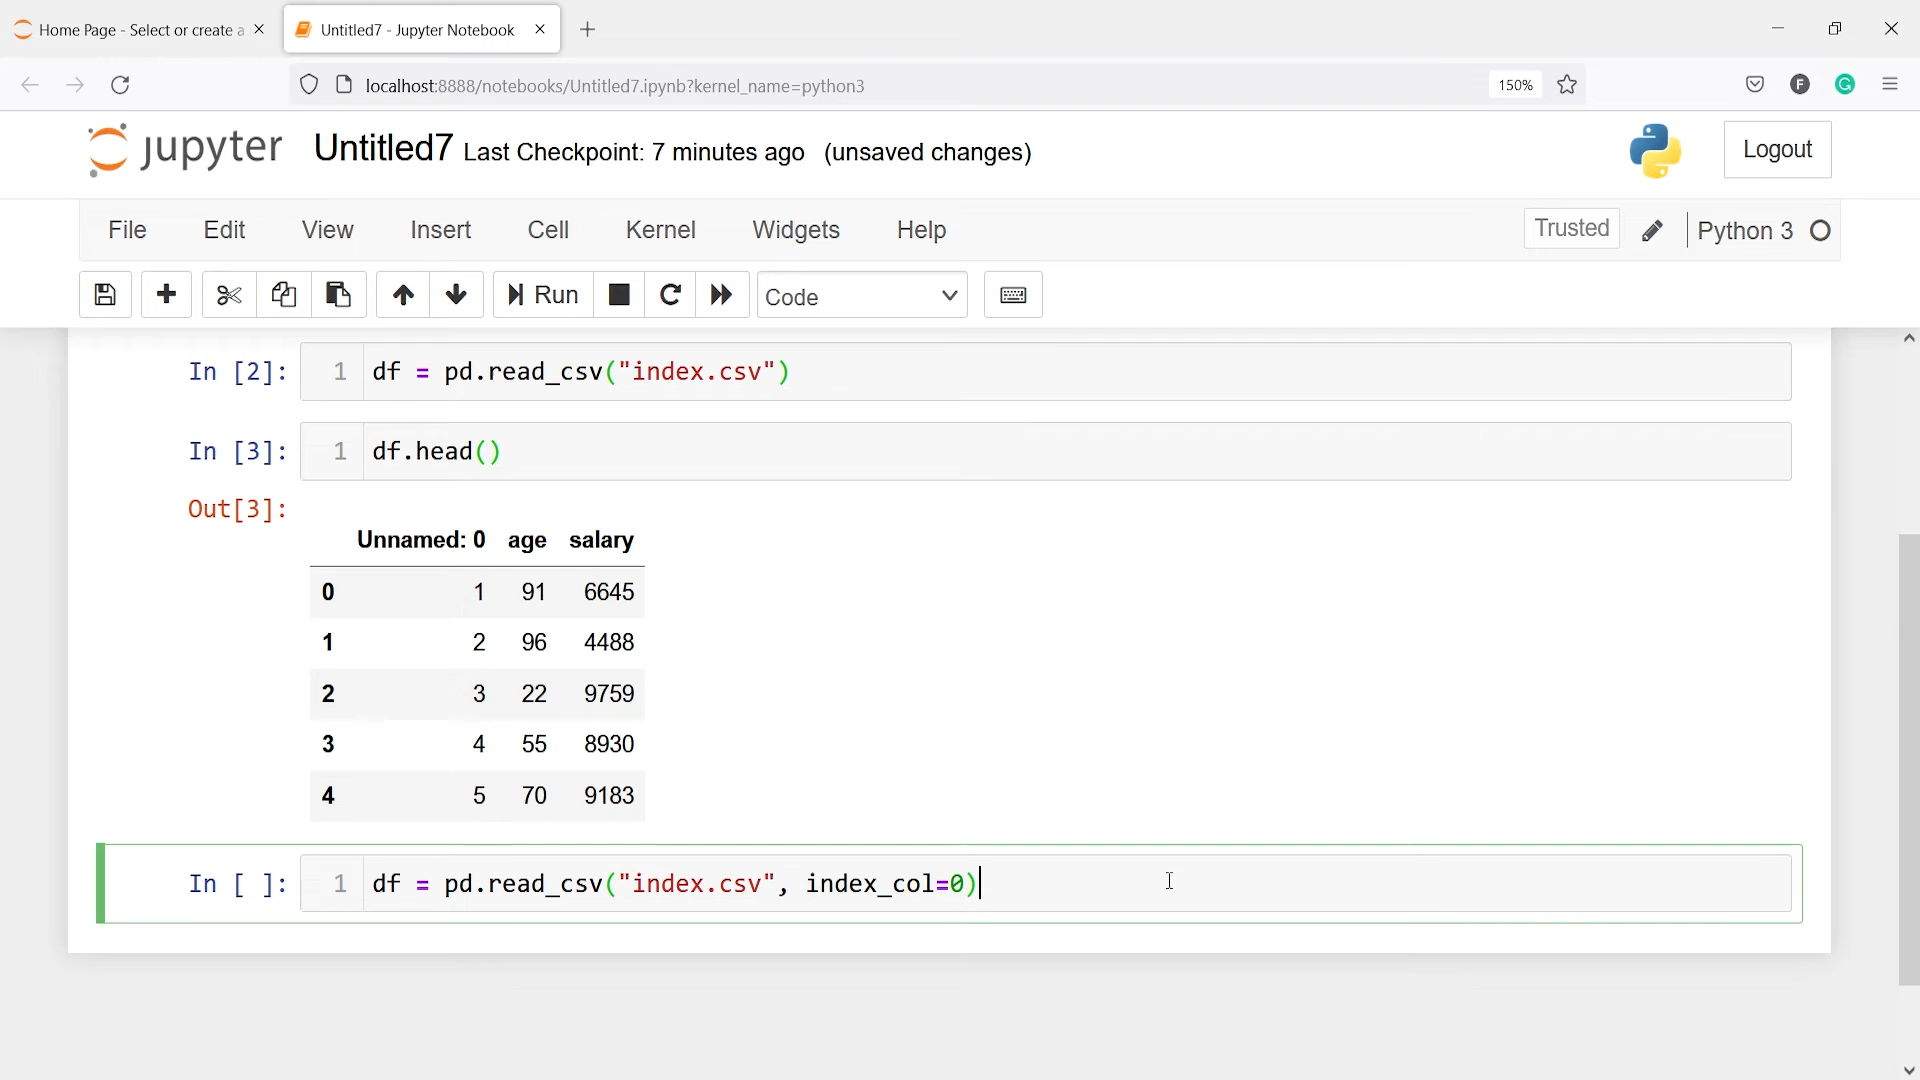 Home Page - Select or create a
Untitled7 - Jupyter Notebook
localhost:8888/notebooks/Untitled7.ipynb?kernel_name=python3
150%
F
G
jupyter Untitled7 Last Checkpoint: 7 minutes ago (unsaved changes)
Logout
File Edit View Insert Cell Kernel Widgets Help Trusted Python 3
Run Code
In [2]: 1 df = pd.read_csv("index.csv")
In [3]: 1 df.head()
Out[3]:
Unnamed: 0 age salary
0 1 91 6645
1 2 96 4488
2 3 22 9759
3 4 55 8930
4 5 70 9183
In [ ]: 1 df = pd.read_csv("index.csv", index_col=0)